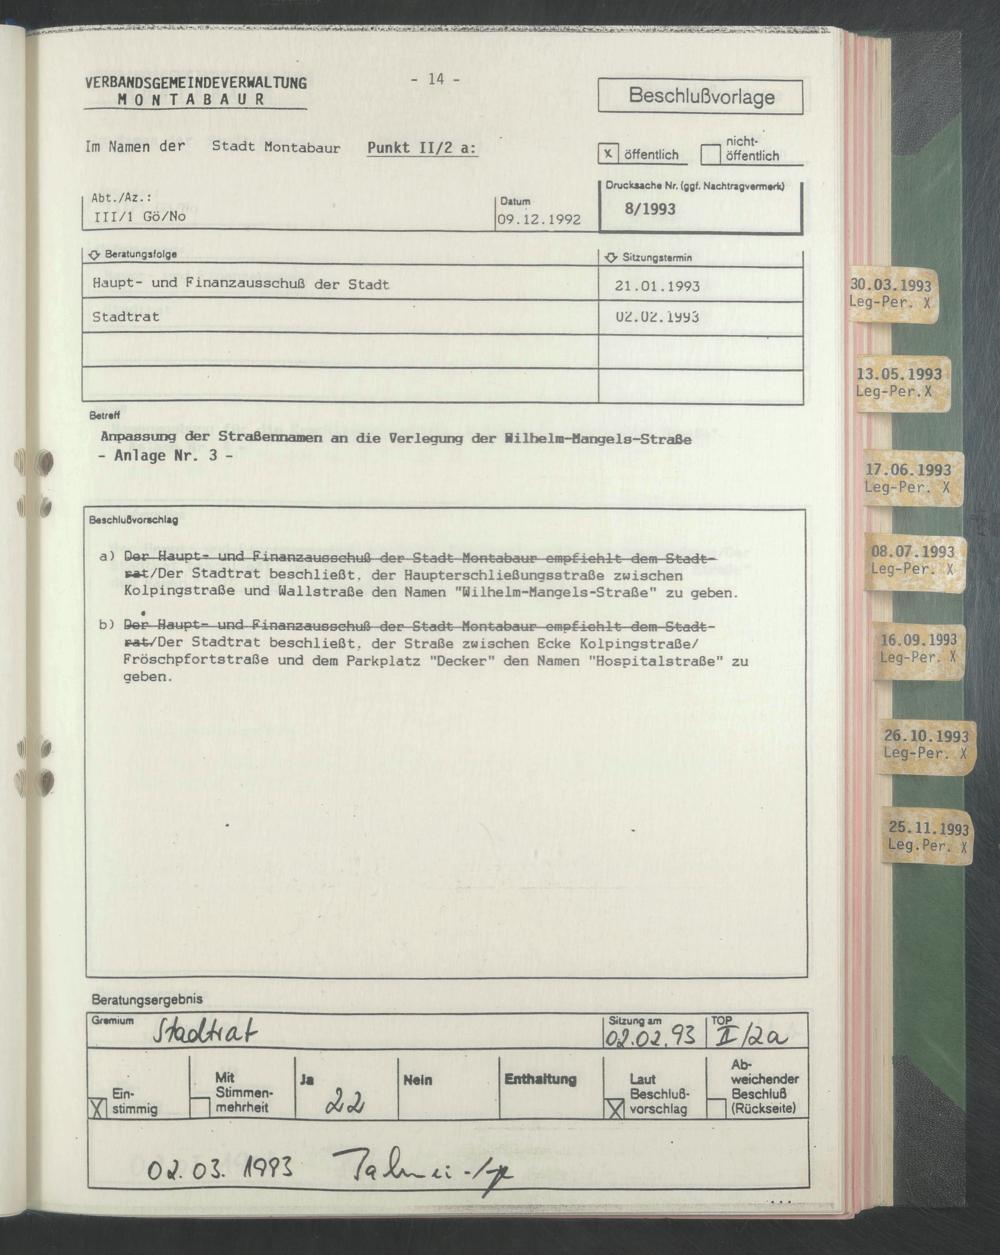 VERBANDSGEMEINDEVERWALTUNG
MONTABAUR
- 14 -
Beschlußvorlage
Im Namen der Stadt Montabaur Punkt II/2 a:
x öffentlich
nicht-
öffentlich
Abt./Az.:
III/1 Gö/No
Datum
09.12.1992
Drucksache Nr. (ggf. Nachtragvermerk)
8/1993
Beratungsfolge
Sitzungstermin
Haupt- und Finanzausschuß der Stadt
21.01.1993
Stadtrat
02.02.1993
Betreff
Anpassung der Straßennamen an die Verlegung der Wilhelm-Mangels-Straße
- Anlage Nr. 3 -
Beschlußvorschlag
a) Der Haupt- und Finanzausschuß der Stadt Montabaur empfiehlt dem Stadt-
rat/Der Stadtrat beschließt, der Haupterschließungsstraße zwischen
Kolpingstraße und Wallstraße den Namen "Wilhelm-Mangels-Straße" zu geben.
b) Der Haupt- und Finanzausschuß der Stadt Montabaur empfiehlt dem Stadt-
rat/Der Stadtrat beschließt, der Straße zwischen Ecke Kolpingstraße/
Fröschpfortstraße und dem Parkplatz "Decker" den Namen "Hospitalstraße" zu
geben.
Beratungsergebnis
Gremium
Stadtrat
Sitzung am
02.02.93
TOP
II/2a
X Ein-
stimmig
Mit
Stimmen-
mehrheit
Ja
22
Nein
Enthaltung
X Laut
Beschluß-
vorschlag
Ab-
weichender
Beschluß
(Rückseite)
02.03.1993
...
30.03.1993
Leg-Per. X
13.05.1993
Leg-Per.X
17.06.1993
Leg-Per. X
08.07.1993
Leg-Per. X
16.09.1993
Leg-Per. X
26.10.1993
Leg-Per. X
25.11.1993
Leg.Per. X